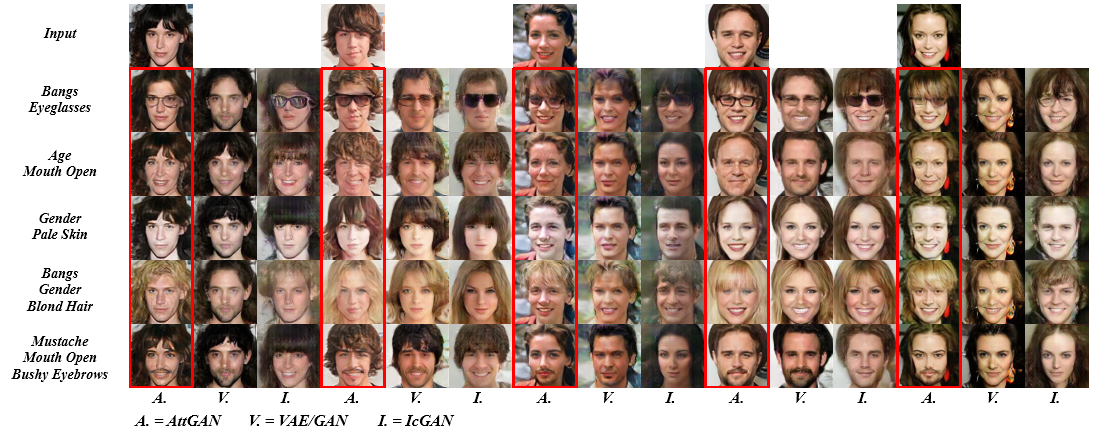 Input
Bangs
Eyeglasses
Age
Mouth Open
Gender
Pale Skin
Bangs
Gender
Blond Hair
Mustache
Mouth Open
Bushy Eyebrows
A. V. I. A. V. I. A. V. I. A. V. I. A. V. I.
A. = AttGAN V. = VAE/GAN I. = IcGAN